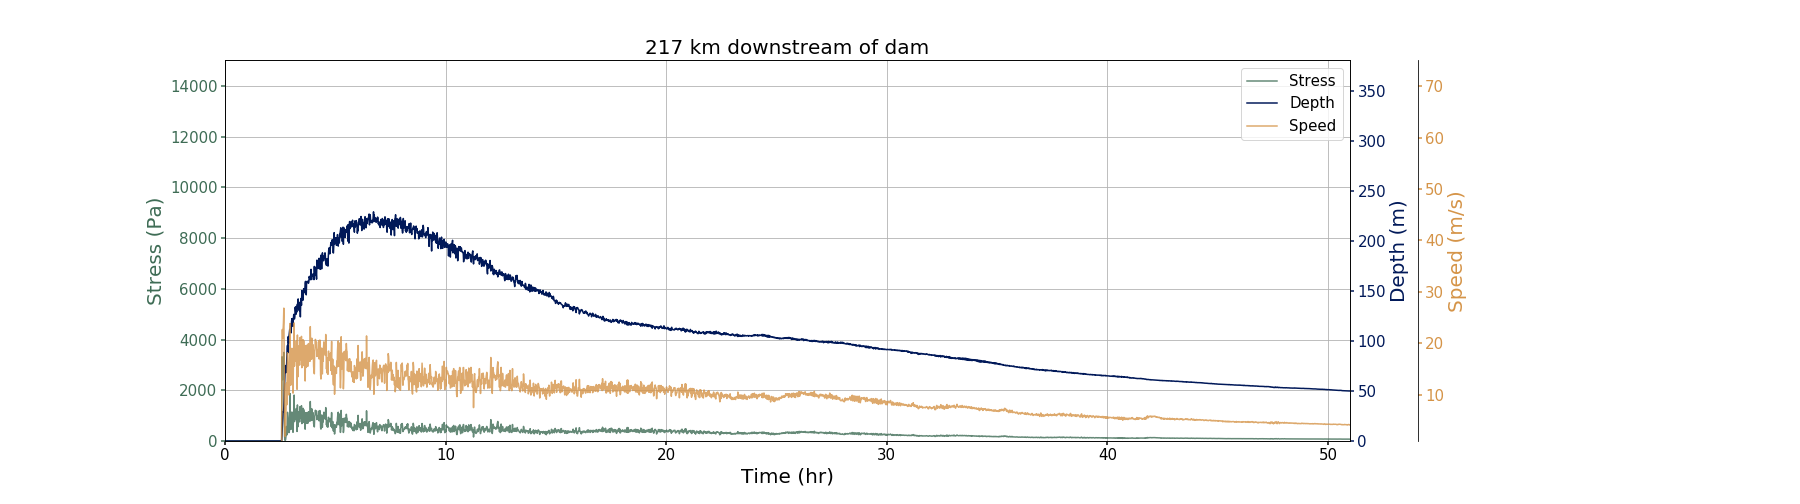 217 km downstream of dam
Stress (Pa)
14000
12000
10000
8000
6000
4000
2000
0
Stress
Depth
Speed
350
300
250
200
150
100
50
0
Depth (m)
70
60
50
40
30
20
10
Speed (m/s)
0 10 20 30 40 50
Time (hr)